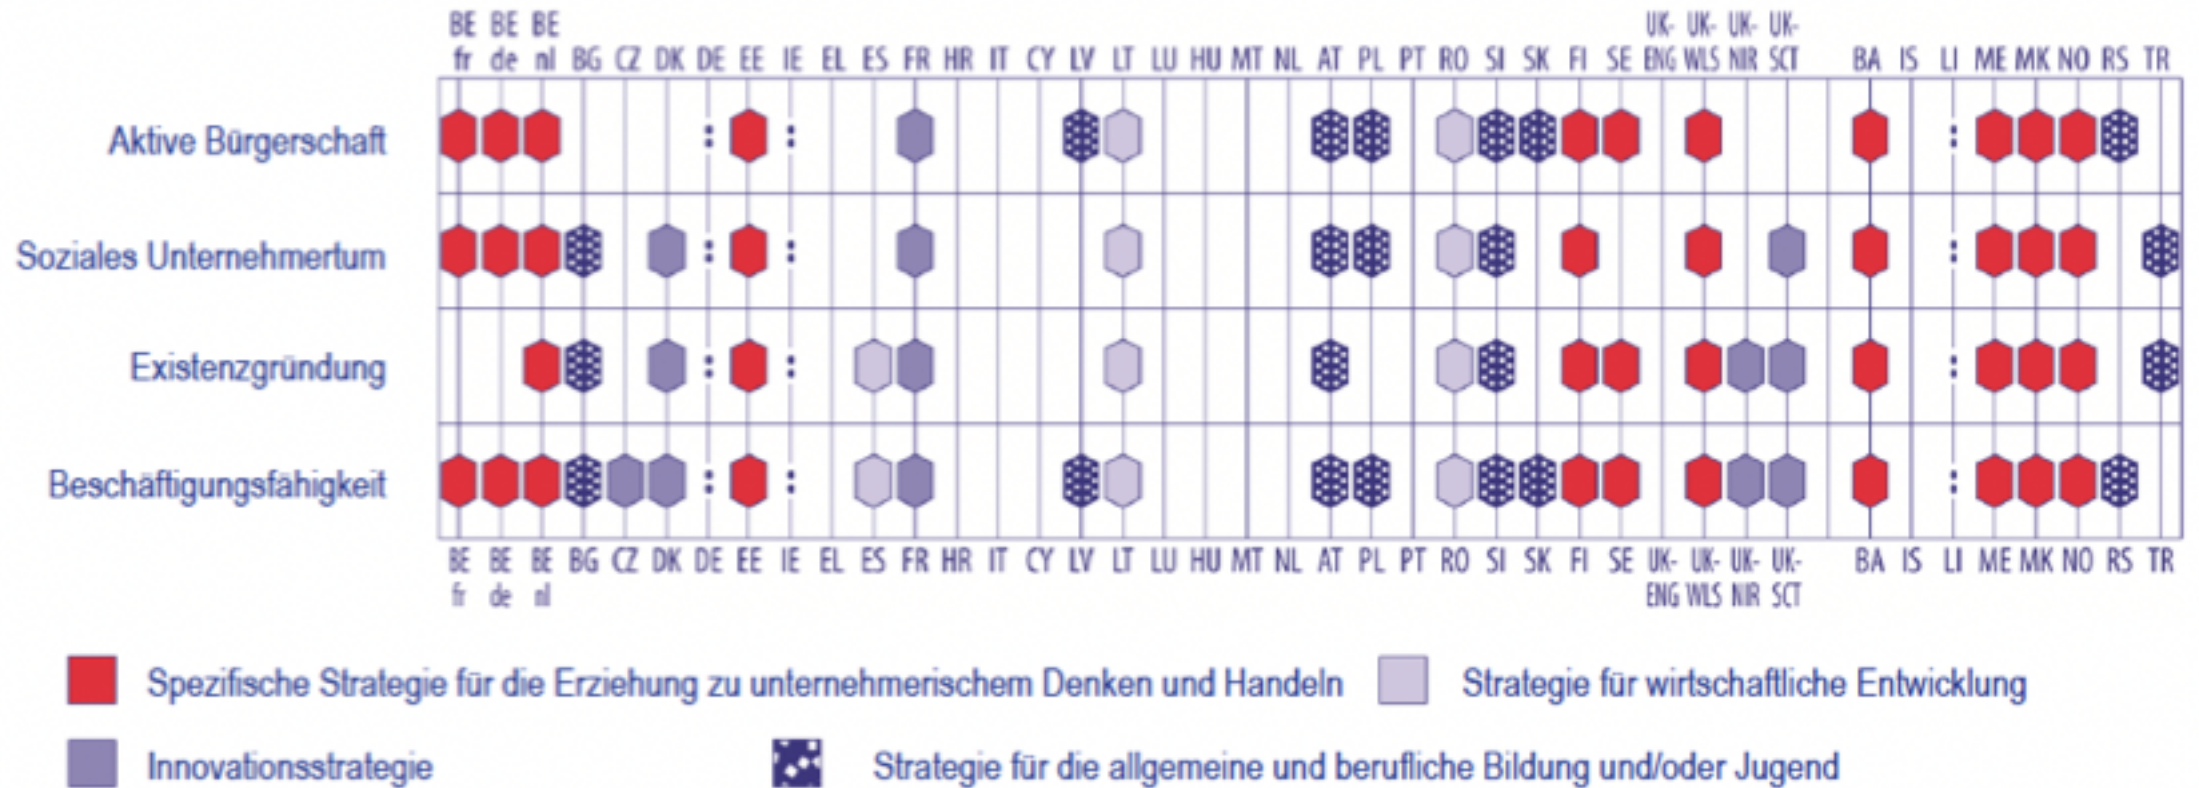 BE BE BE UK- UK- UK- UK-
fr de nl BG CZ DK DE EE IE EL ES FR HR IT CY LV LT LU HU MT NL AT PL PT RO SI SK FI SE ENG WLS NIR SCT BA IS LI ME MK NO RS TR
Aktive Bürgerschaft
Soziales Unternehmertum
Existenzgründung
Beschäftigungsfähigkeit
BE BE BE BG CZ DK DE EE IE EL ES FR HR IT CY LV LT LU HU MT NL AT PL PT RO SI SK FI SE UK- UK- UK- UK- BA IS LI ME MK NO RS TR
fr de nl ENG WLS NIR SCT
Spezifische Strategie für die Erziehung zu unternehmerischem Denken und Handeln Strategie für wirtschaftliche Entwicklung
Innovationsstrategie Strategie für die allgemeine und berufliche Bildung und/oder Jugend